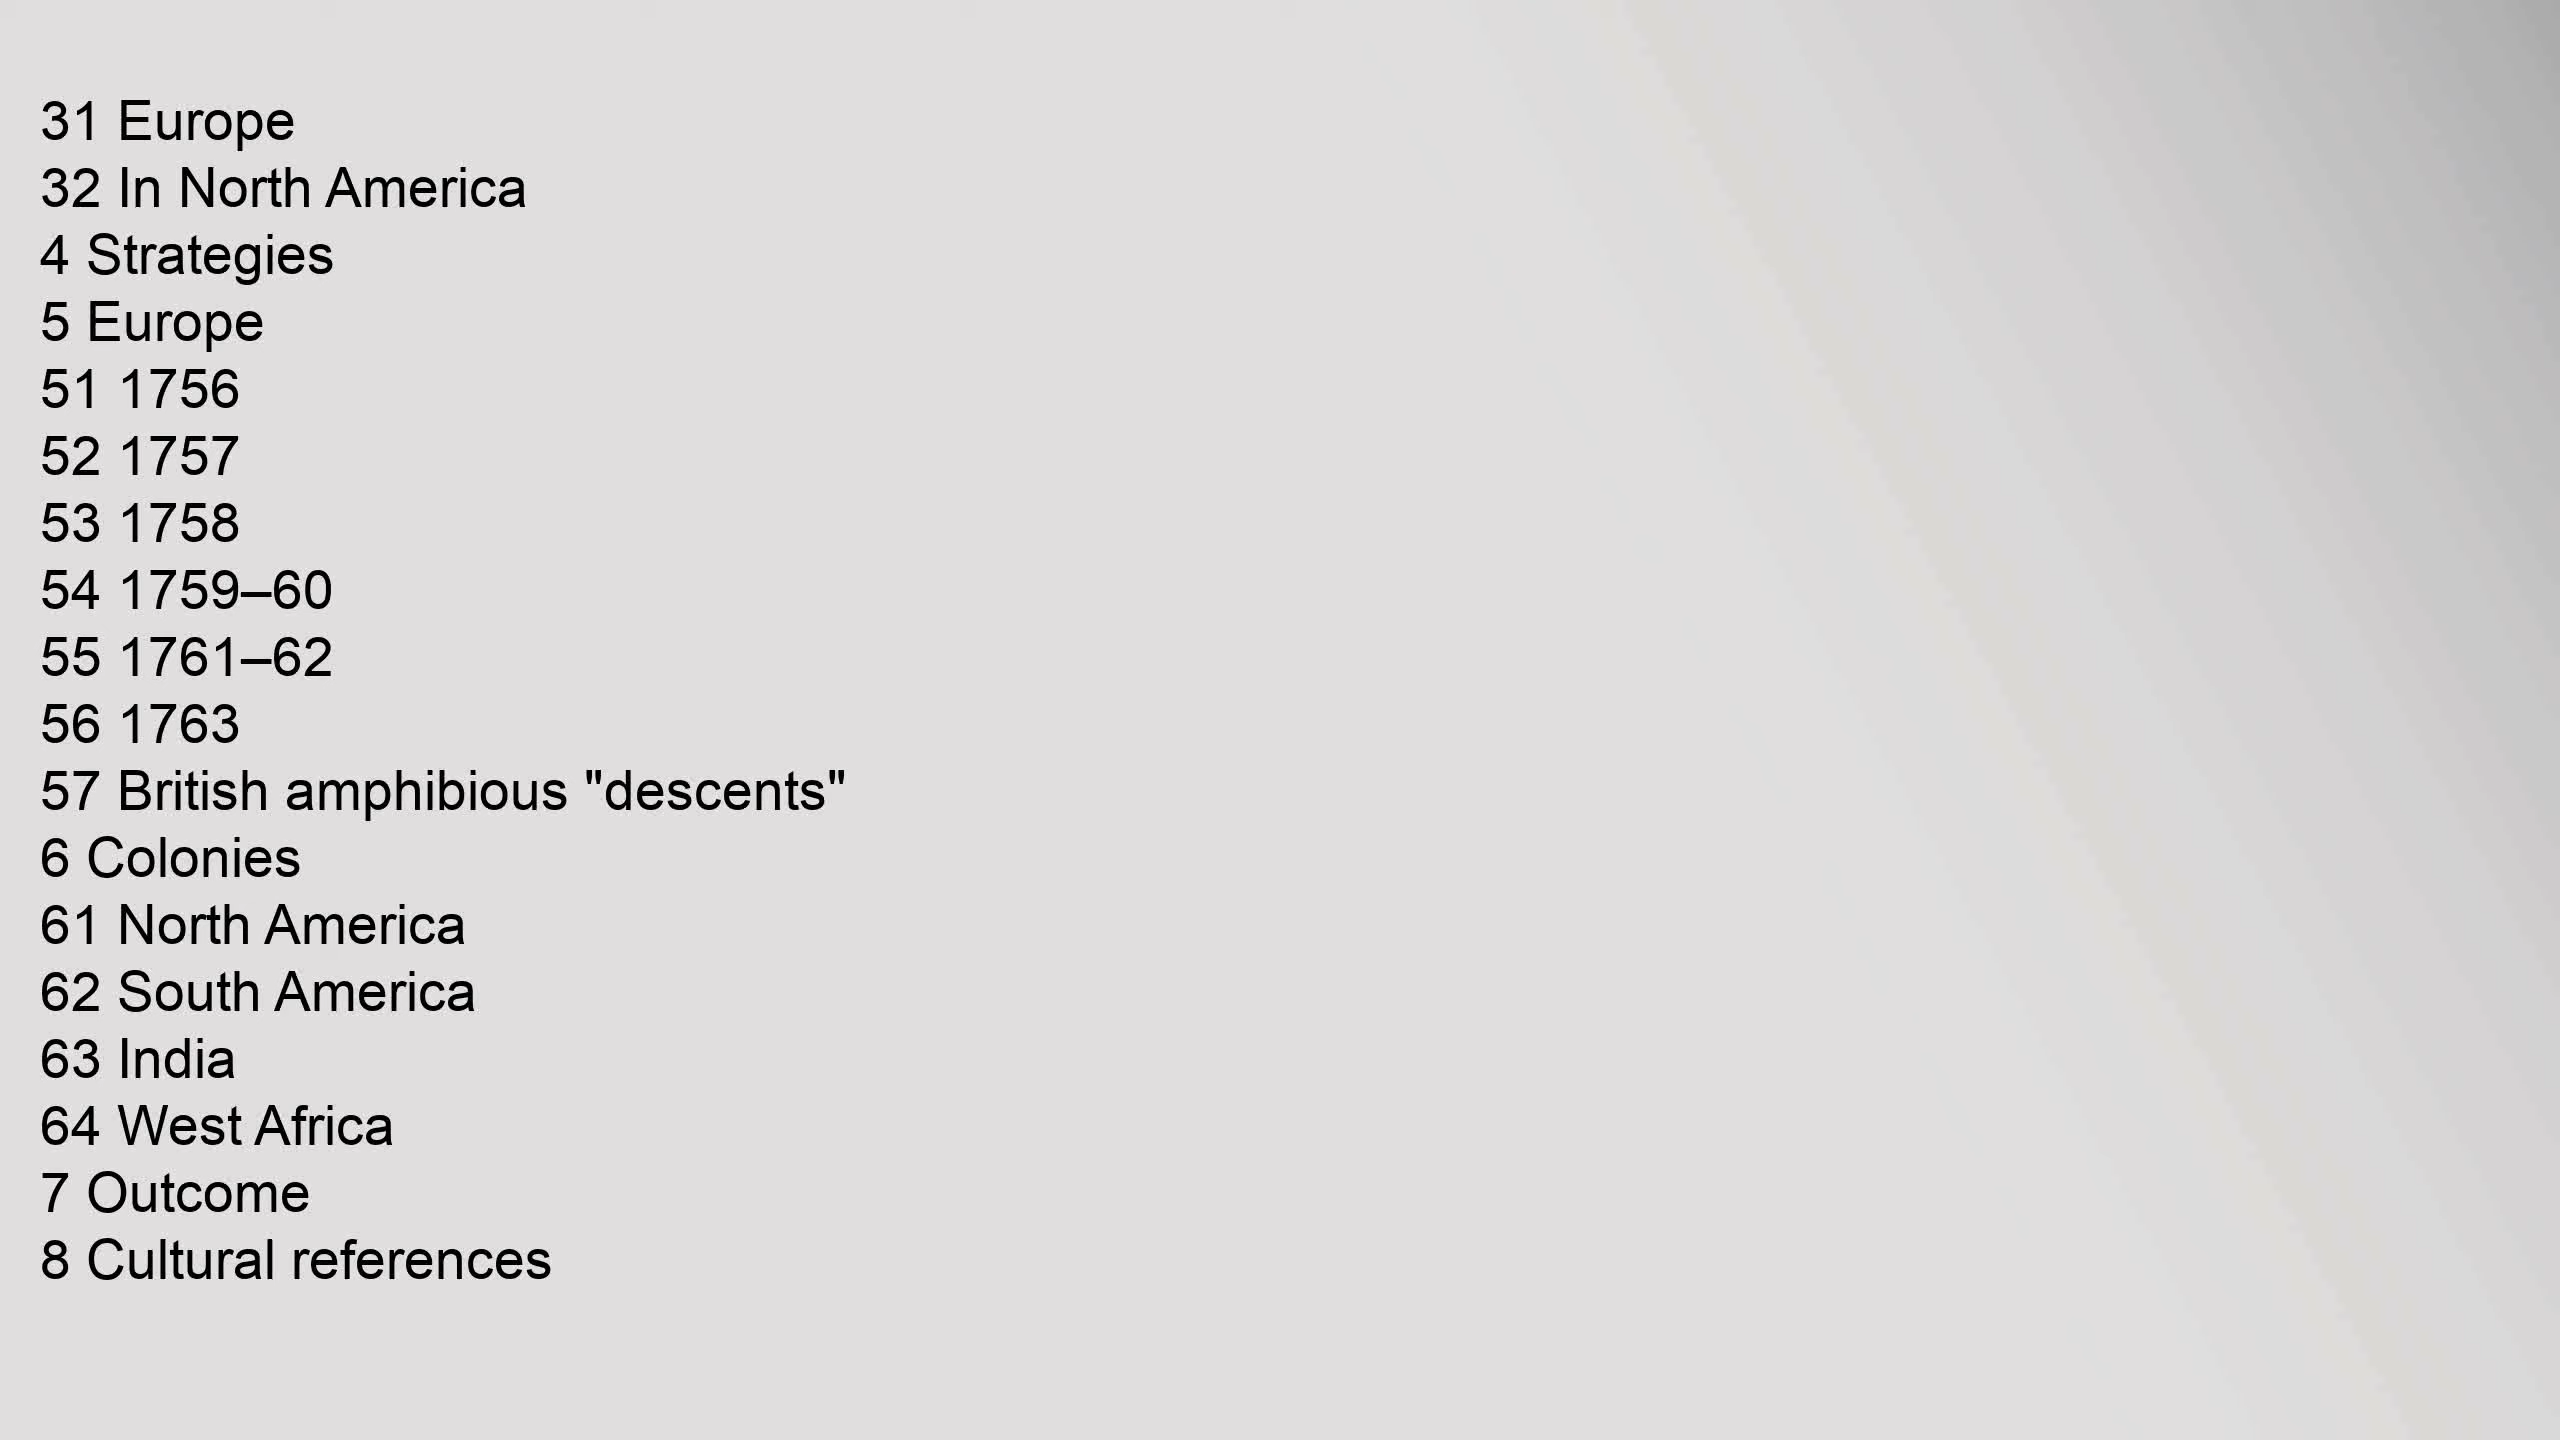 31 Europe
32 In North America
4 Strategies
5 Europe
51 1756
52 1757
53 1758
54 1759–60
55 1761–62
56 1763
57 British amphibious "descents"
6 Colonies
61 North America
62 South America
63 India
64 West Africa
7 Outcome
8 Cultural references